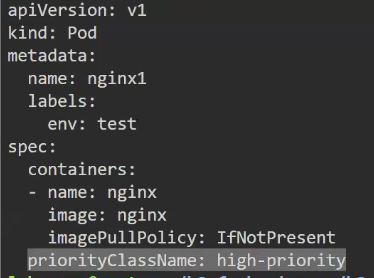 apiVersion: v1
kind: Pod
metadata:
  name: nginx1
  labels:
    env: test
spec:
  containers:
  - name: nginx
    image: nginx
    imagePullPolicy: IfNotPresent
  priorityClassName: high-priority